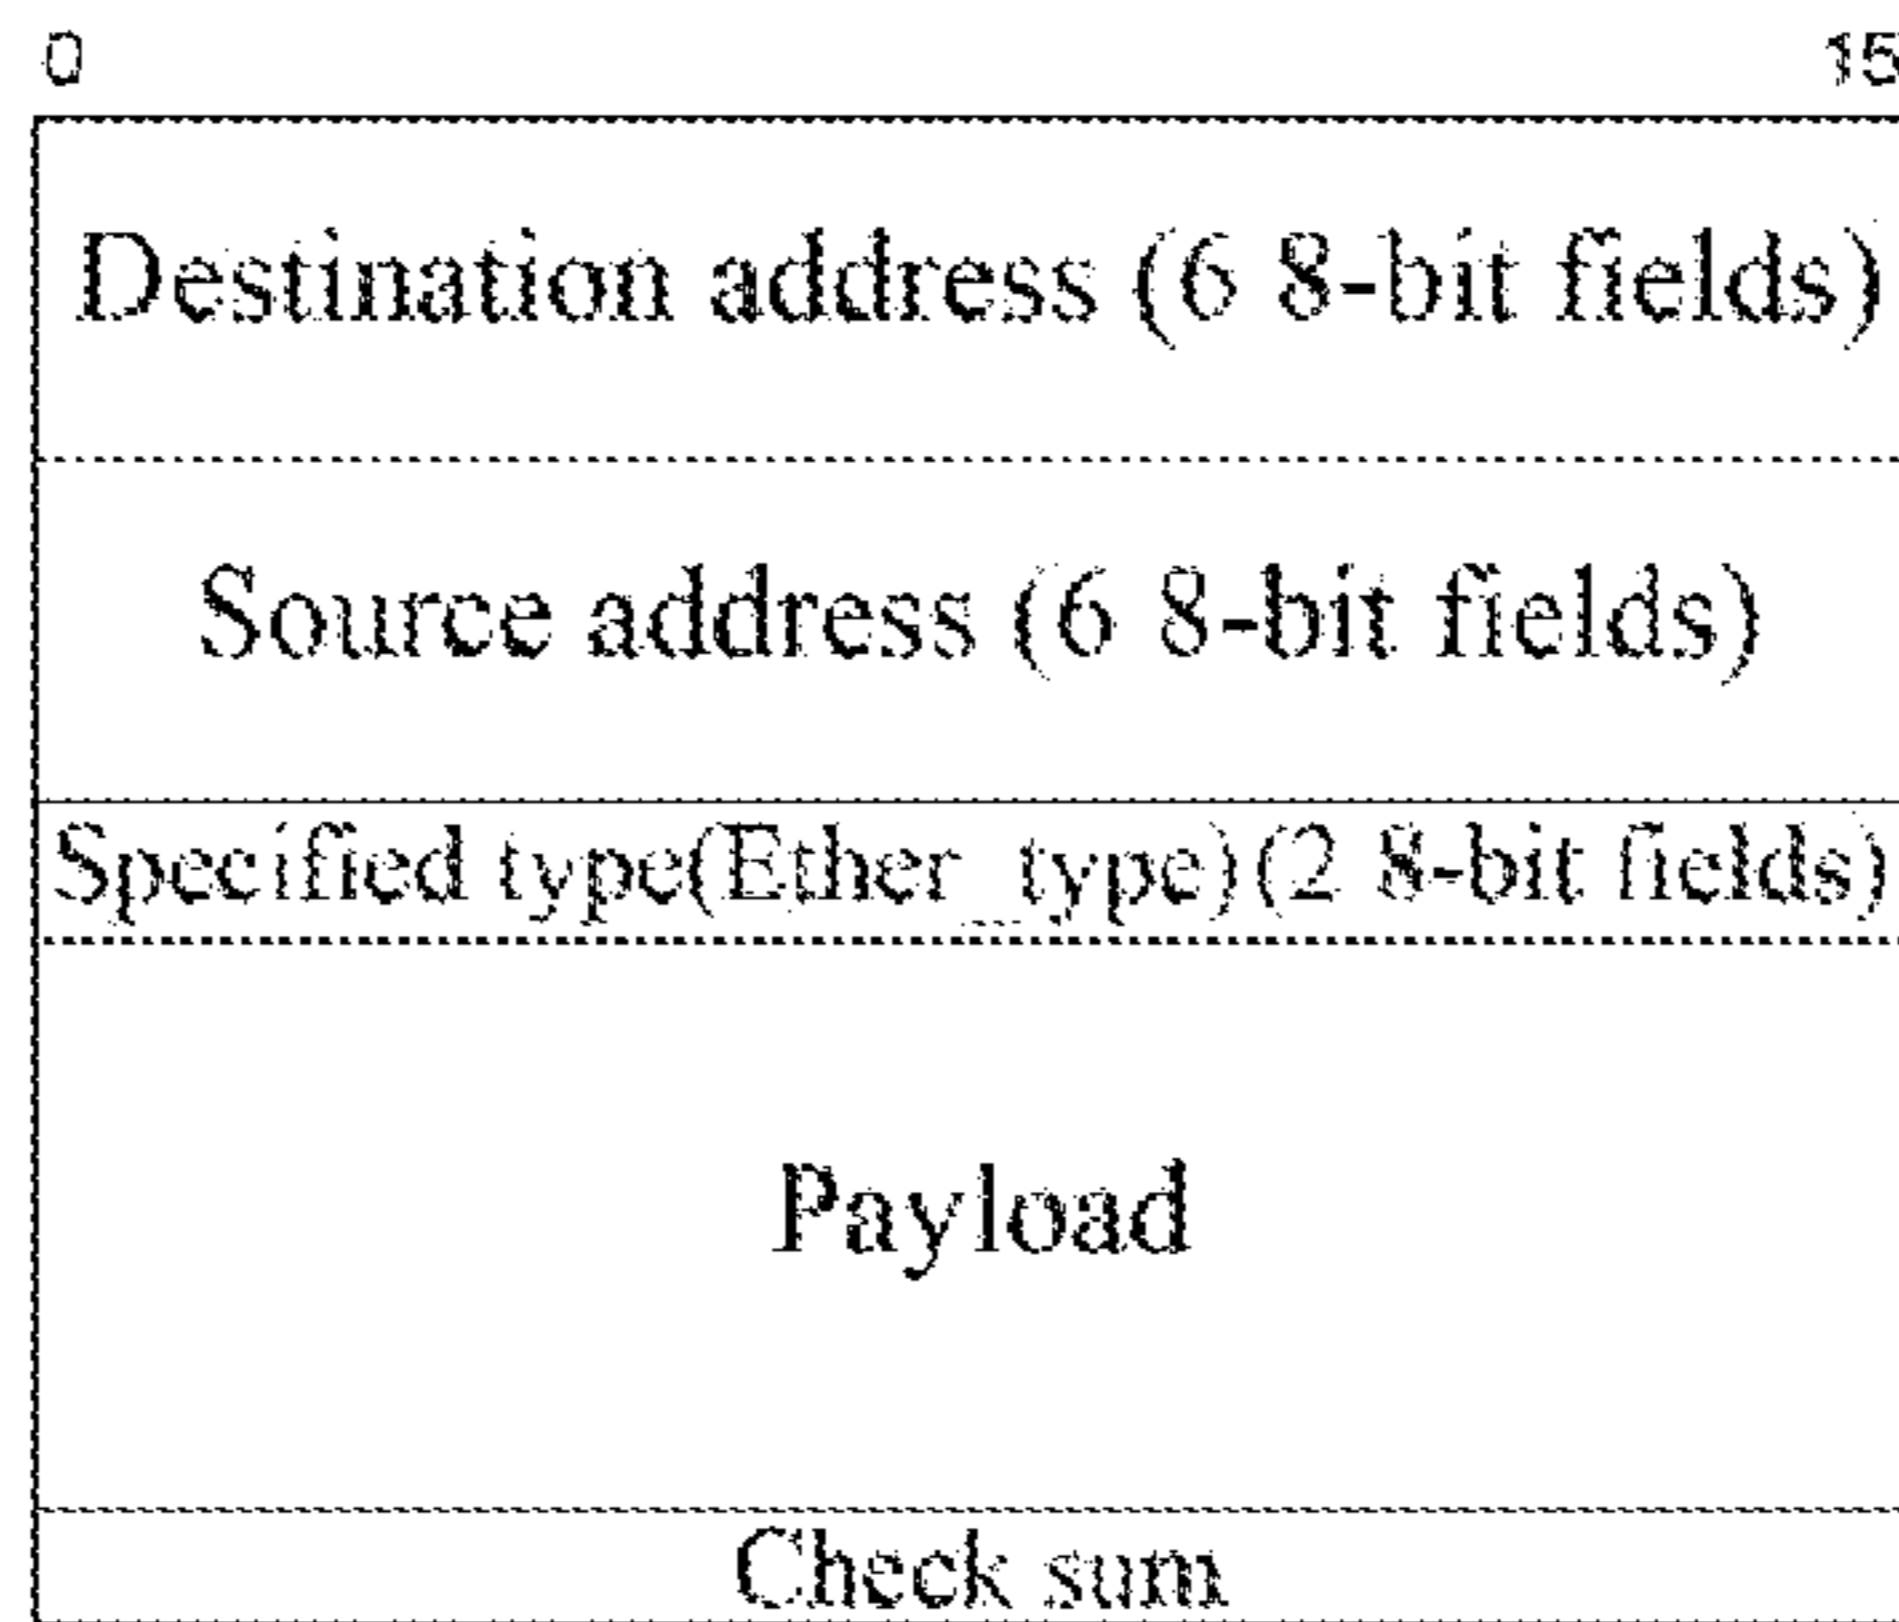 0 15
Destination address (6 8-bit fields)
Source address (6 8-bit fields)
Specified type(Ether_type)(2 8-bit fields)
Payload
Check sum